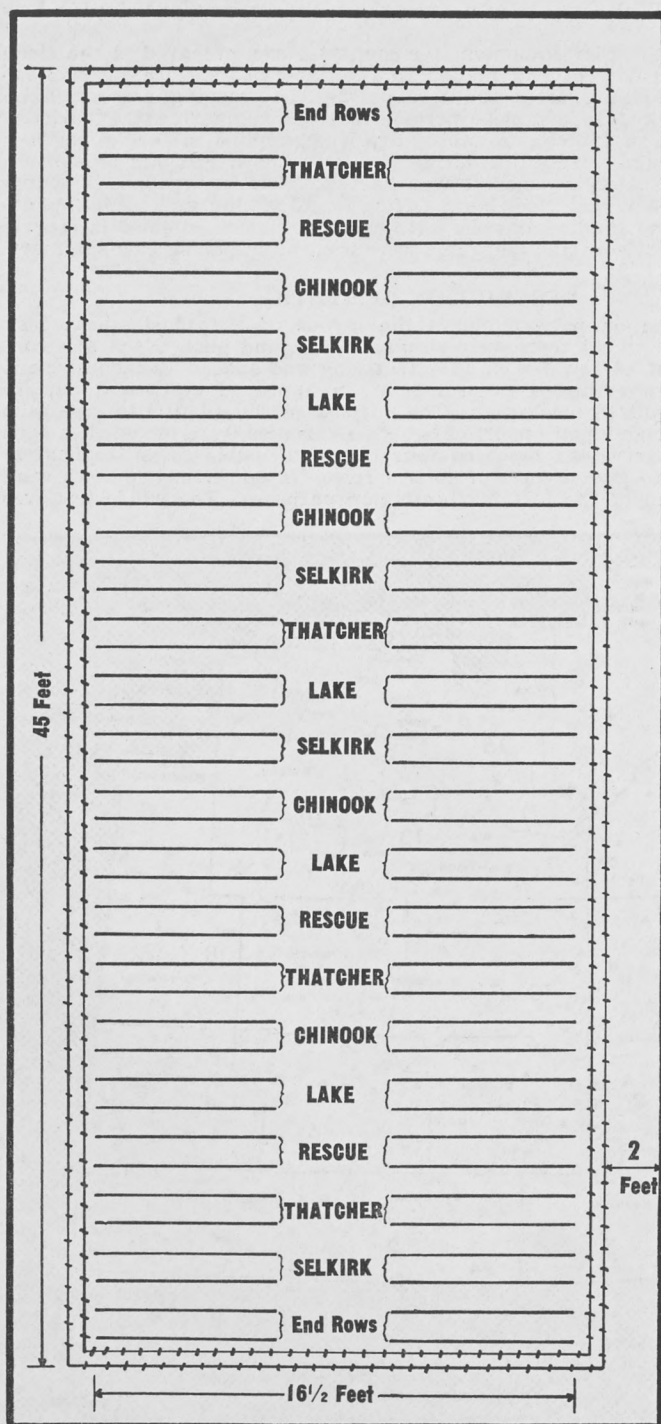 End Rows
THATCHER
RESCUE
CHINOOK
SELKIRK
LAKE
RESCUE
CHINOOK
SELKIRK
THATCHER
LAKE
SELKIRK
CHINOOK
LAKE
RESCUE
THATCHER
CHINOOK
LAKE
RESCUE
THATCHER
SELKIRK
End Rows
45 Feet
2
Feet
16½ Feet